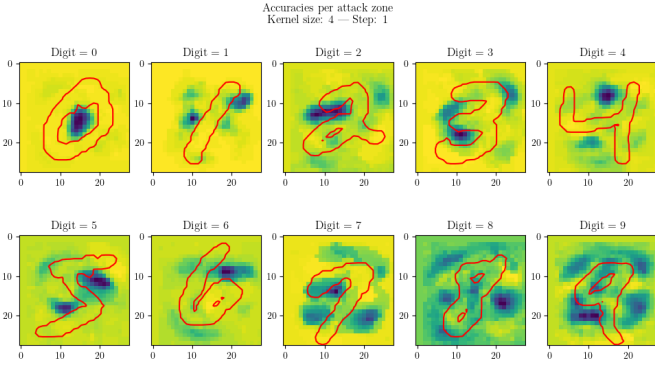 Accuracies per attack zone
Kernel size: 4 — Step: 1
Digit = 0
Digit = 1
Digit = 2
Digit = 3
Digit = 4
0
10
20
0 10 20
0 10 20
0 10 20
0 10 20
0 10 20
Digit = 5
Digit = 6
Digit = 7
Digit = 8
Digit = 9
0
10
20
0 10 20
0 10 20
0 10 20
0 10 20
0 10 20